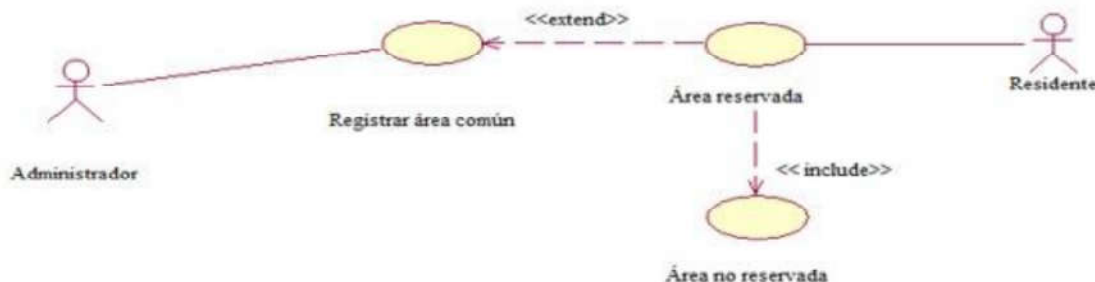 <<extend>>
Residente
Área reservada
Registrar área común
Administrador
<< include>>
Área no reservada